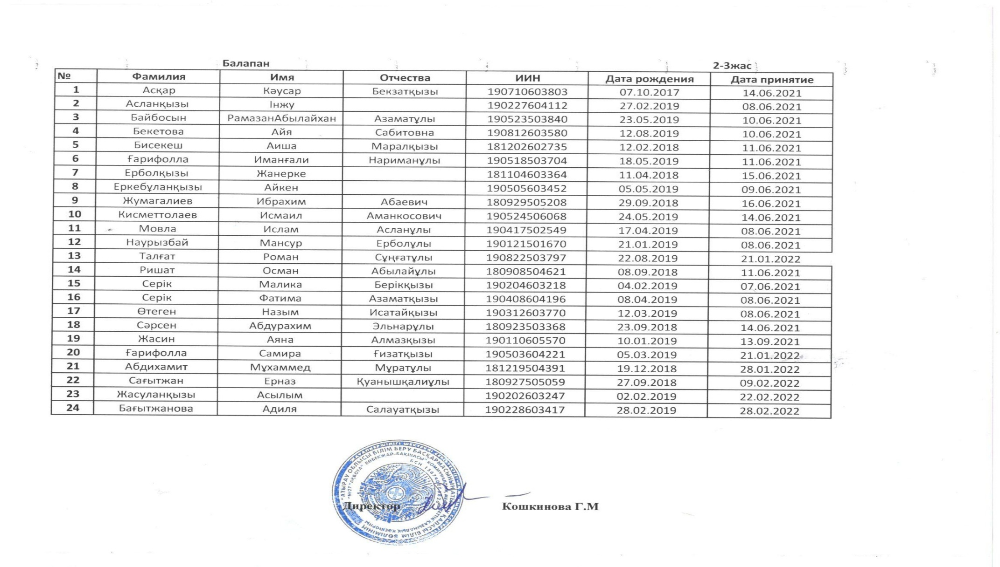 Балапан 2-3жас
№ Фамилия Имя Отчества ИИН Дата рождения Дата принятие
1 Асқар Кәусар Бекзатқызы 190710603803 07.10.2017 14.06.2021
2 Асланқызы Інжу 190227604112 27.02.2019 08.06.2021
3 Байбосын РамазанАбылайхан Азаматұлы 190523503840 23.05.2019 10.06.2021
4 Бекетова Айя Сабитовна 190812603580 12.08.2019 10.06.2021
5 Бисекеш Аиша Маралқызы 181202602735 12.02.2018 11.06.2021
6 Ғарифолла Иманғали Нариманұлы 190518503704 18.05.2019 11.06.2021
7 Ерболқызы Жанерке 181104603364 11.04.2018 15.06.2021
8 Еркебұланқызы Айкен 190505603452 05.05.2019 09.06.2021
9 Жумагалиев Ибрахим Абаевич 180929505208 29.09.2018 16.06.2021
10 Кисметтолаев Исмаил Аманкосович 190524506068 24.05.2019 14.06.2021
11 Мовла Ислам Асланұлы 190417502549 17.04.2019 08.06.2021
12 Наурызбай Мансур Ерболұлы 190121501670 21.01.2019 08.06.2021
13 Талғат Роман Сұңғатұлы 190822503797 22.08.2019 21.01.2022
14 Ришат Осман Абылайұлы 180908504621 08.09.2018 11.06.2021
15 Серік Малика Берікқызы 190204603218 04.02.2019 07.06.2021
16 Серік Фатима Азаматқызы 190408604196 08.04.2019 08.06.2021
17 Өтеген Назым Исатайқызы 190312603770 12.03.2019 08.06.2021
18 Сәрсен Абдурахим Эльнарұлы 180923503368 23.09.2018 14.06.2021
19 Жасин Аяна Алмазқызы 190110605570 10.01.2019 13.09.2021
20 Ғарифолла Самира Ғизатқызы 190503604221 05.03.2019 21.01.2022
21 Абдихамит Мұхаммед Мұратұлы 181219504391 19.12.2018 28.01.2022
22 Сағытжан Ерназ Қуанышқалиұлы 180927505059 27.09.2018 09.02.2022
23 Жасуланқызы Асылым 190202603247 02.02.2019 22.02.2022
24 Бағытжанова Адиля Салауатқызы 190228603417 28.02.2019 28.02.2022
"АТЫРАУ ОБЛЫСЫ БІЛІМ БЕРУ БАСҚАРМАСЫНЫҢ АТЫРАУ ҚАЛАСЫ БІЛІМ БӨЛІМІНІҢ
"№27 "АҚБОТА" БӨБЕКЖАЙ-БАҚШАСЫ" КОММУНАЛДЫҚ МЕМЛЕКЕТТІК ҚАЗЫНАЛЫҚ КӘСІПОРНЫ
БСН
Директор Кошкинова Г.М